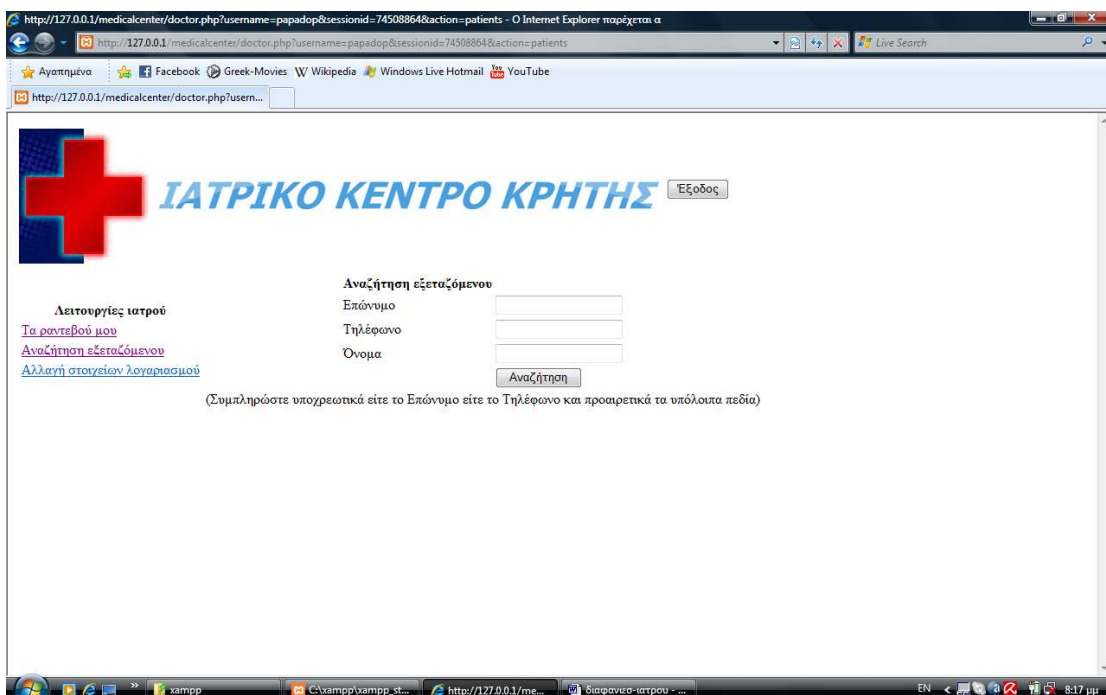 http://127.0.0.1/medicalcenter/doctor.php?username=papadop&sessionid=74508864&action=patients - Ο Internet Explorer παρέχεται α
http://127.0.0.1/medicalcenter/doctor.php?username=papadop&sessionid=74508864&action=patients
Live Search
Αγαπημένα Facebook Greek-Movies Wikipedia Windows Live Hotmail YouTube
http://127.0.0.1/medicalcenter/doctor.php?usern...
ΙΑΤΡΙΚΟ ΚΕΝΤΡΟ ΚΡΗΤΗΣ Έξοδος
Λειτουργίες ιατρού
Τα ραντεβού μου
Αναζήτηση εξεταζόμενου
Αλλαγή στοιχείων λογαριασμού
Αναζήτηση εξεταζόμενου
Επώνυμο
Τηλέφωνο
Όνομα
Αναζήτηση
(Συμπληρώστε υποχρεωτικά είτε το Επώνυμο είτε το Τηλέφωνο και προαιρετικά τα υπόλοιπα πεδία)
xampp C:\xampp\xampp_st... http://127.0.0.1/me... διαφανιεσ-ιατρου - ... EN 8:17 μμ